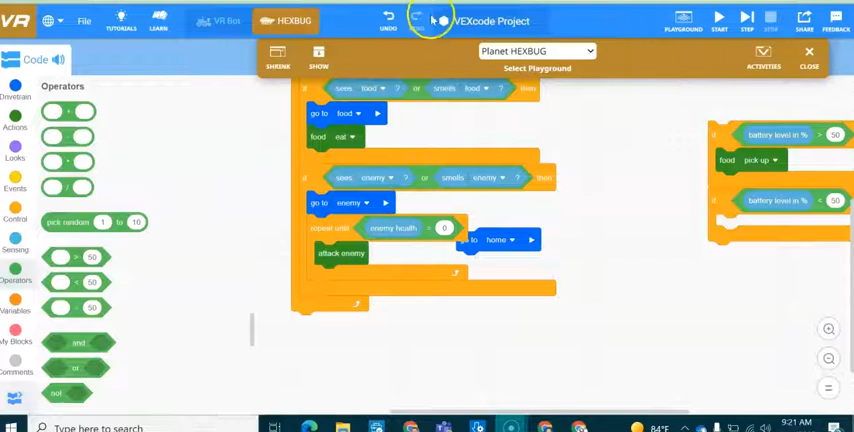 VR
File
TUTORIALS
LEARN
VR Bot
HEXBUG
UNDO
REDO
VEXcode Project
PLAYGROUND
START
STEP
STOP
SHARE
FEEDBACK
Code
SHRINK
SHOW
Planet HEXBUG
Select Playground
ACTIVITIES
CLOSE
Drivetrain
Actions
Looks
Events
Control
Sensing
Operators
Variables
My Blocks
Comments
Operators
+
-
*
/
pick random 1 to 10
> 50
< 50
= 50
and
or
not
if sees food ? or smells food ? then
go to food
food eat
if sees enemy ? or smells enemy ? then
go to enemy
repeat until enemy health = 0
attack enemy
to home
if battery level in % > 50
food pick up
if battery level in % < 50
Type here to search
84°F
9:21 AM